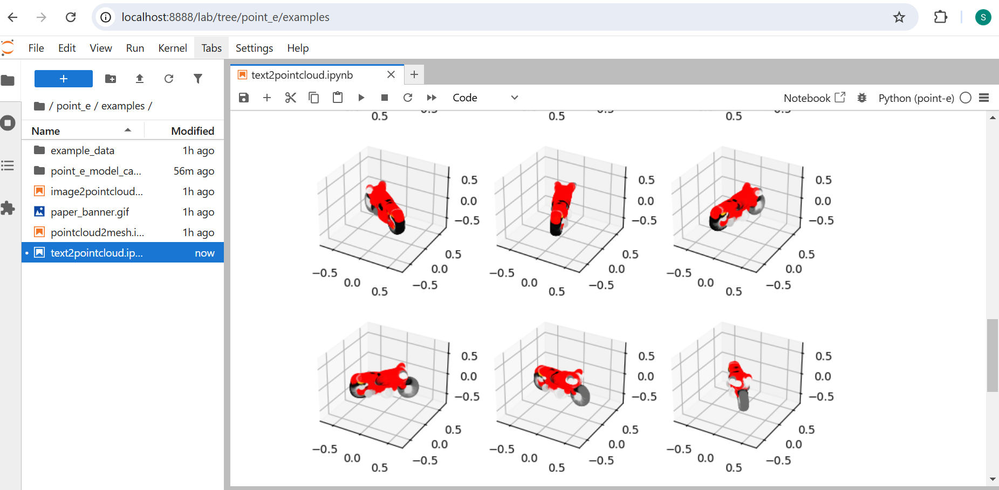 localhost:8888/lab/tree/point_e/examples
S
File Edit View Run Kernel Tabs Settings Help
text2pointcloud.ipynb
Code
Notebook
Python (point-e)
/ point_e / examples /
Name Modified
example_data 1h ago
point_e_model_ca... 56m ago
image2pointcloud... 1h ago
paper_banner.gif 1h ago
pointcloud2mesh.i... 1h ago
text2pointcloud.ip... now
0.5 0.5 0.5
0.5 0.5 0.5
0.0 0.0 0.0
−0.5 −0.5 −0.5
0.5 0.5 0.5
0.0 0.0 0.0
−0.5 −0.5 −0.5 −0.5 −0.5 −0.5
0.0 0.0 0.0
0.5 0.5 0.5
0.5 0.5 0.5
0.0 0.0 0.0
−0.5 −0.5 −0.5
0.5 0.5 0.5
0.0 0.0 0.0
−0.5 −0.5 −0.5 −0.5 −0.5 −0.5
0.0 0.0 0.0
0.5 0.5 0.5